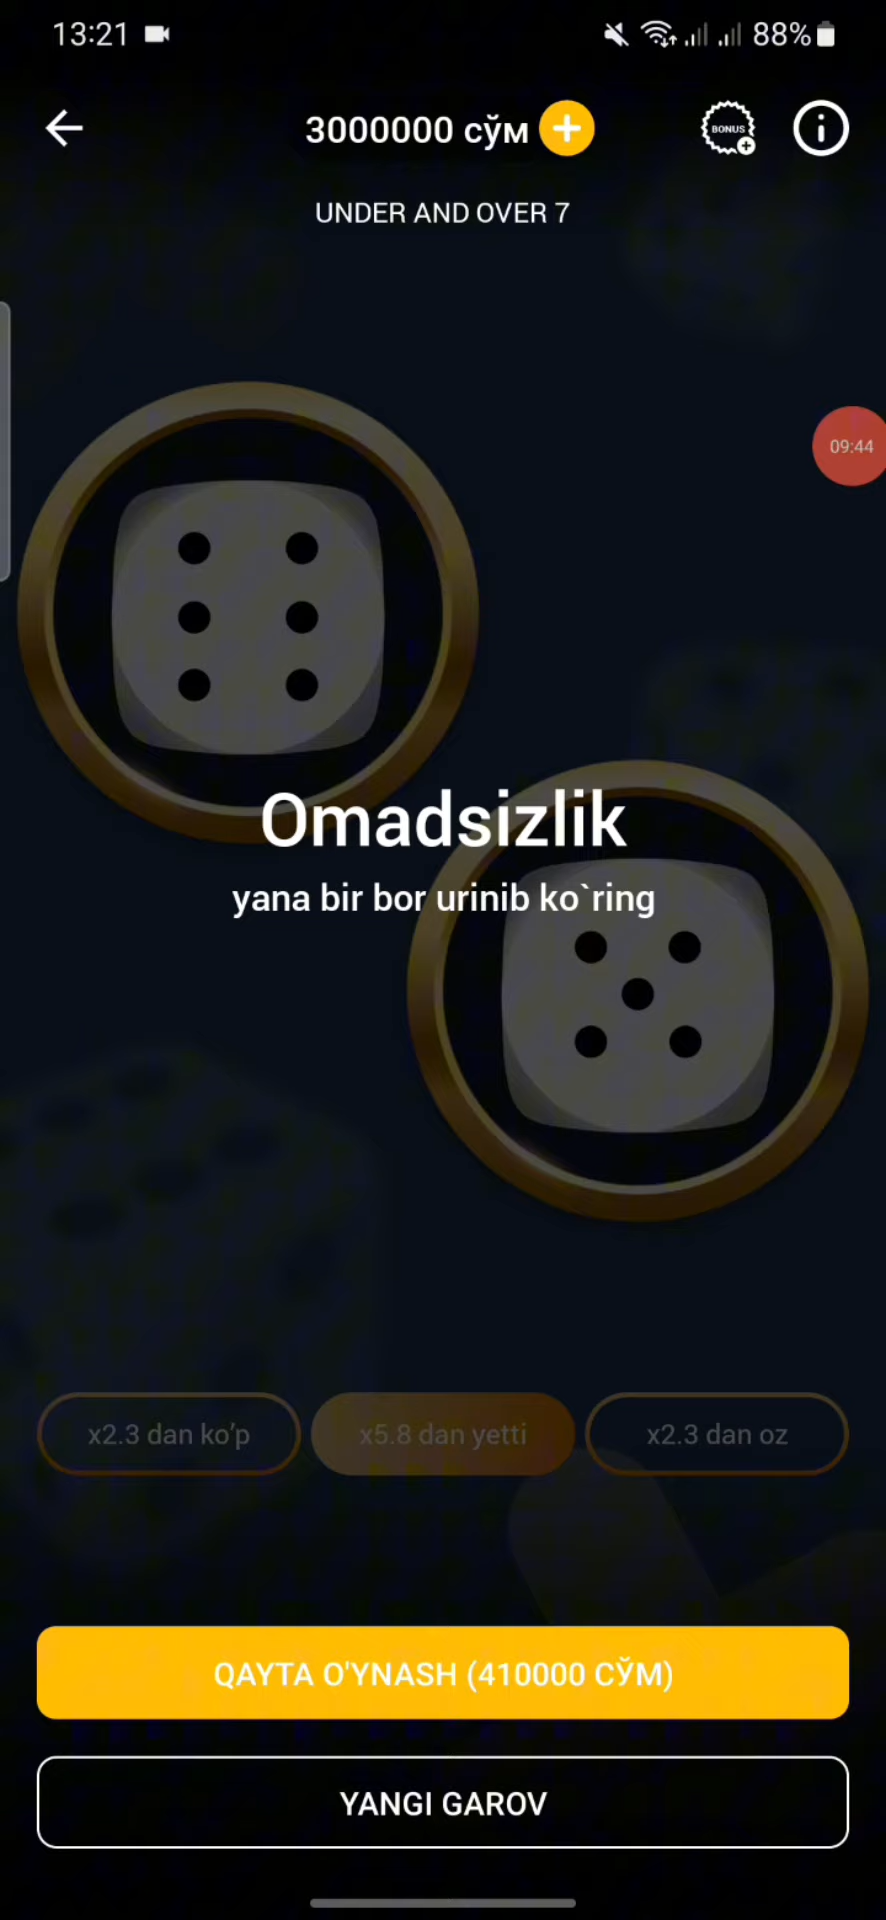 13:21 88%
3000000 сўм
BONUS
UNDER AND OVER 7
09:44
Omadsizlik
yana bir bor urinib ko`ring
x2.3 dan ko’p x5.8 dan yetti x2.3 dan oz
QAYTA O'YNASH (410000 СЎМ)
YANGI GAROV